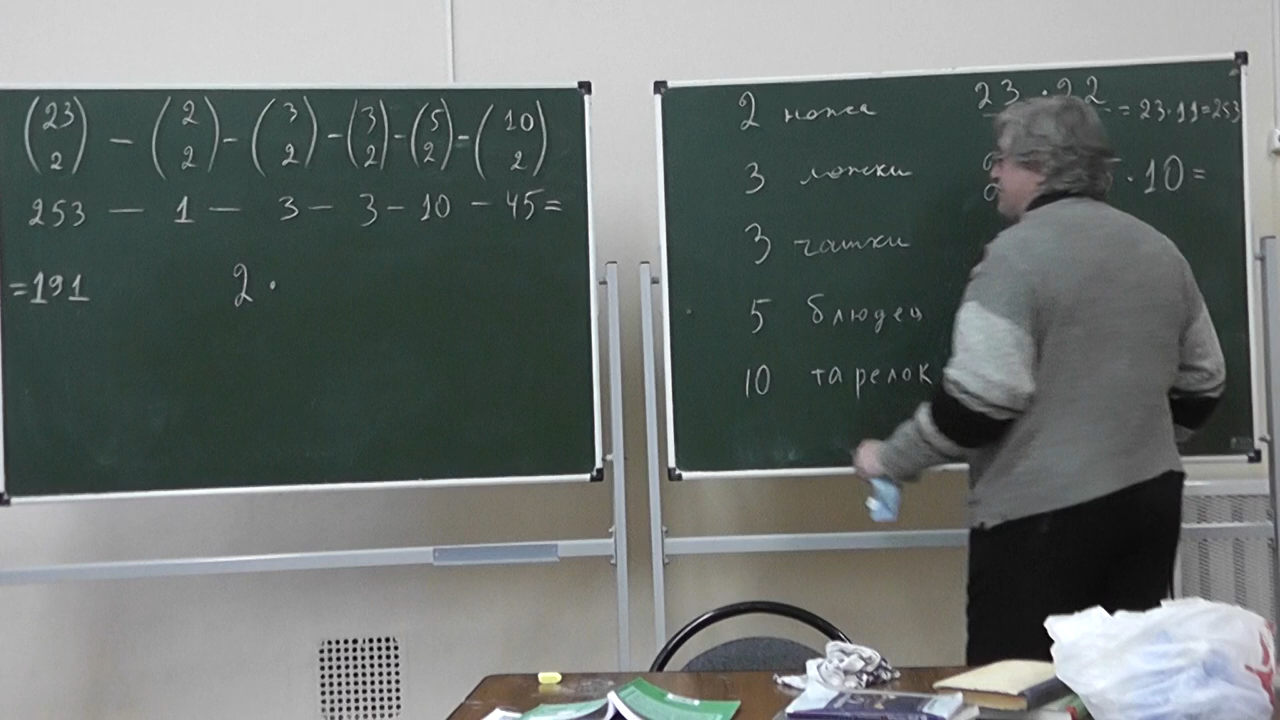 (23 2) - (2 2) - (3 2) - (3 2) - (5 2) - (10 2)
253 - 1 - 3 - 3 - 10 - 45 =
= 191 2 ·
2 ножа
3 ложки
3 чашки
5 блюдец
10 тарелок
23 · 22 = 23 · 11 = 253
· 10 =